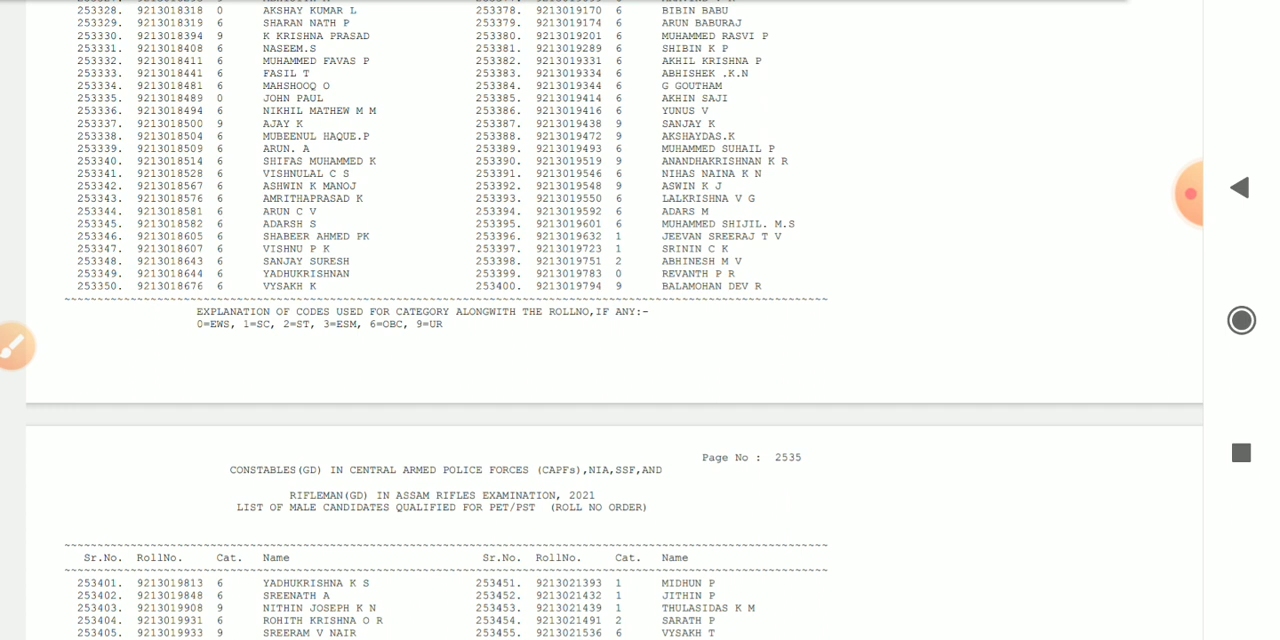 253328. 9213018318 0 AKSHAY KUMAR L 253378. 9213019170 6 BIBIN BABU
253329. 9213018319 6 SHARAN NATH P 253379. 9213019174 6 ARUN BABURAJ
253330. 9213018394 9 K KRISHNA PRASAD 253380. 9213019201 6 MUHAMMED RASVI P
253331. 9213018408 6 NASEEM.S 253381. 9213019289 6 SHIBIN K P
253332. 9213018411 6 MUHAMMED FAVAS P 253382. 9213019331 6 AKHIL KRISHNA P
253333. 9213018441 6 FASIL T 253383. 9213019334 6 ABHISHEK .K.N
253334. 9213018481 6 MAHSHOOQ O 253384. 9213019344 6 G GOUTHAM
253335. 9213018489 0 JOHN PAUL 253385. 9213019414 6 AKHIN SAJI
253336. 9213018494 6 NIKHIL MATHEW M M 253386. 9213019416 6 YUNUS V
253337. 9213018500 9 AJAY K 253387. 9213019438 9 SANJAY K
253338. 9213018504 6 MUBEENUL HAQUE.P 253388. 9213019472 9 AKSHAYDAS.K
253339. 9213018509 6 ARUN. A 253389. 9213019493 6 MUHAMMED SUHAIL P
253340. 9213018514 6 SHIFAS MUHAMMED K 253390. 9213019519 9 ANANDHAKRISHNAN K R
253341. 9213018528 6 VISHNULAL C S 253391. 9213019546 6 NIHAS NAINA K N
253342. 9213018567 6 ASHWIN K MANOJ 253392. 9213019548 9 ASWIN K J
253343. 9213018576 6 AMRITHAPRASAD K 253393. 9213019550 6 LALKRISHNA V G
253344. 9213018581 6 ARUN C V 253394. 9213019592 6 ADARS M
253345. 9213018582 6 ADARSH S 253395. 9213019601 6 MUHAMMED SHIJIL. M.S
253346. 9213018605 6 SHABEER AHMED PK 253396. 9213019632 1 JEEVAN SREERAJ T V
253347. 9213018607 6 VISHNU P K 253397. 9213019723 1 SRININ C K
253348. 9213018643 6 SANJAY SURESH 253398. 9213019751 2 ABHINESH M V
253349. 9213018644 6 YADHUKRISHNAN 253399. 9213019783 0 REVANTH P R
253350. 9213018676 6 VYSAKH K 253400. 9213019794 9 BALAMOHAN DEV R
EXPLANATION OF CODES USED FOR CATEGORY ALONGWITH THE ROLLNO,IF ANY:-
0=EWS, 1=SC, 2=ST, 3=ESM, 6=OBC, 9=UR
Page No : 2535
CONSTABLES(GD) IN CENTRAL ARMED POLICE FORCES (CAPFs),NIA,SSF,AND
RIFLEMAN(GD) IN ASSAM RIFLES EXAMINATION, 2021
LIST OF MALE CANDIDATES QUALIFIED FOR PET/PST (ROLL NO ORDER)
Sr.No. RollNo. Cat. Name Sr.No. RollNo. Cat. Name
253401. 9213019813 6 YADHUKRISHNA K S 253451. 9213021393 1 MIDHUN P
253402. 9213019848 6 SREENATH A 253452. 9213021432 1 JITHIN P
253403. 9213019908 9 NITHIN JOSEPH K N 253453. 9213021439 1 THULASIDAS K M
253404. 9213019931 6 ROHITH KRISHNA O R 253454. 9213021491 2 SARATH P
253405. 9213019933 9 SREERAM V NAIR 253455. 9213021536 6 VYSAKH T